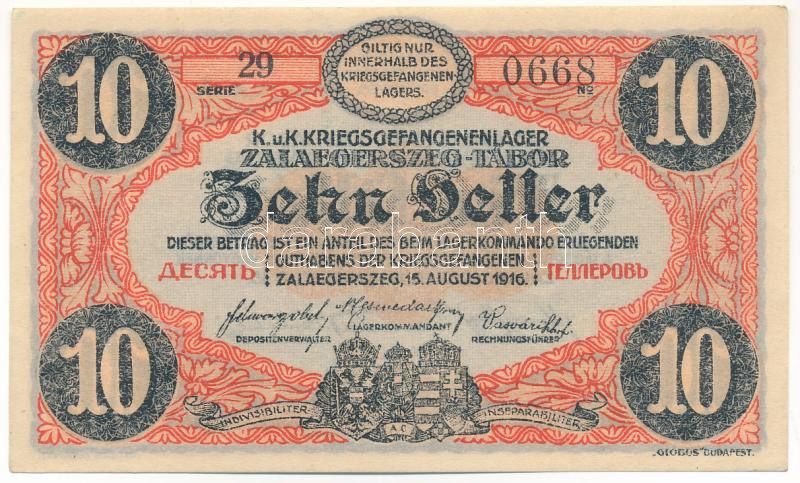 10
GILTIG NUR
INNERHALB DES
KRIEGSGEFANGENEN
LAGERS.
10
29
SERIE
0668
No
K.u.K. KRIEGSGEFANGENENLAGER
ZALAEGERSZEG-TÁBOR
Zehn Heller
darabanth
DIESER BETRAG IST EIN ANTEIL DES BEIM LAGERKOMMANDO ERLIEGENDEN
GUTHABENS DER KRIEGSGEFANGENEN.
ДЕСЯТЬ ГЕЛЛЕРОВЪ
ZALAEGERSZEG, 15. AUGUST 1916.
LAGERKOMMANDANT
DEPOSITENVERWALTER RECHNUNGSFÜHRER
10 10
INDIVISIBILITER INSEPARABILITER
A.C.
„GLOBUS" BUDAPEST.